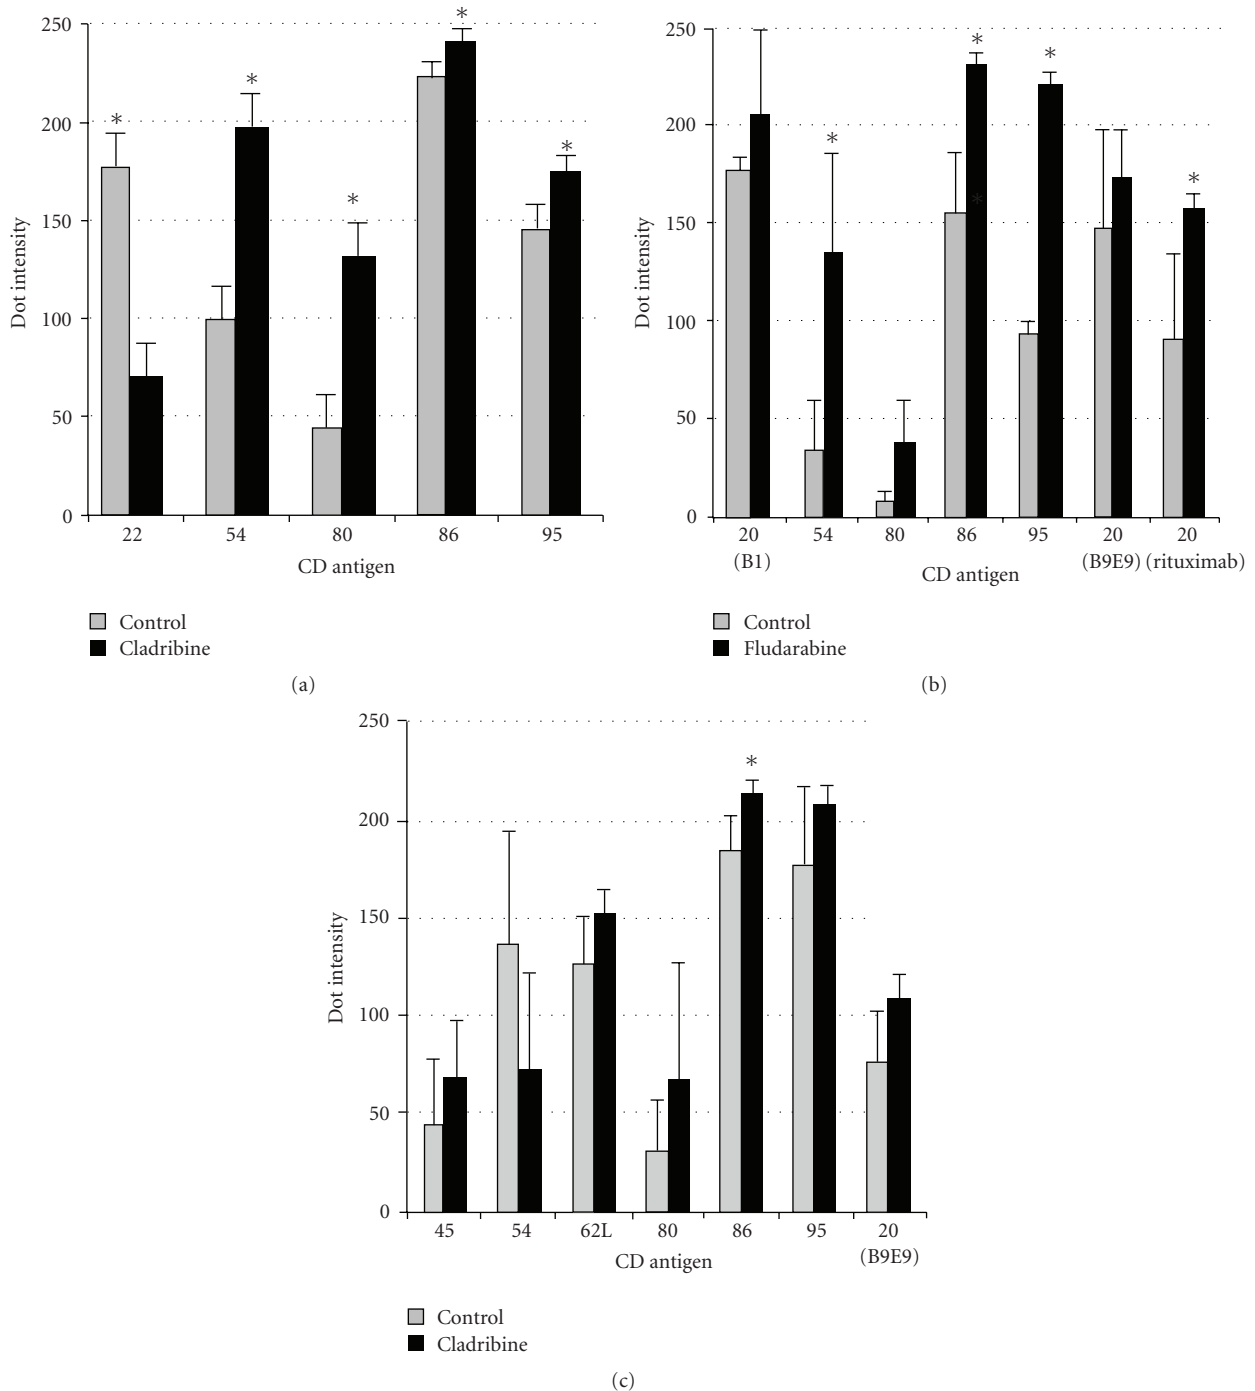 250
200
150
100
50
0
Dot intensity
* * * * *
22 54 80 86 95
CD antigen
Control
Cladribine
(a)
250
200
150
100
50
0
Dot intensity
* * * * *
20 54 80 86 95 20 20
(B1) (B9E9) (rituximab)
CD antigen
Control
Fludarabine
(b)
250
200
150
100
50
0
Dot intensity
*
45 54 62L 80 86 95 20
(B9E9)
CD antigen
Control
Cladribine
(c)